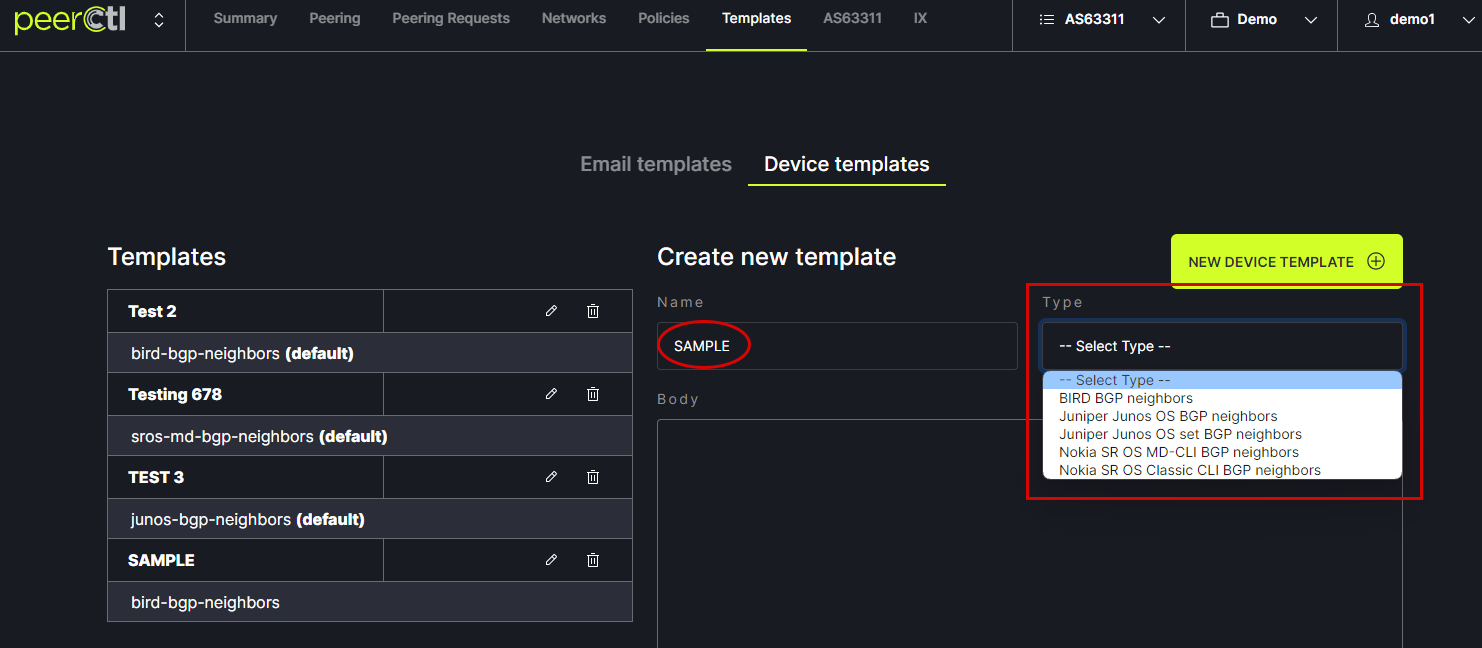 peerctl
Summary Peering Peering Requests Networks Policies Templates AS63311 IX AS63311 Demo demo1
Email templates Device templates
Templates
Test 2
bird-bgp-neighbors (default)
Testing 678
sros-md-bgp-neighbors (default)
TEST 3
junos-bgp-neighbors (default)
SAMPLE
bird-bgp-neighbors
Create new template
NEW DEVICE TEMPLATE
Name
SAMPLE
Type
-- Select Type --
-- Select Type --
BIRD BGP neighbors
Juniper Junos OS BGP neighbors
Juniper Junos OS set BGP neighbors
Nokia SR OS MD-CLI BGP neighbors
Nokia SR OS Classic CLI BGP neighbors
Body